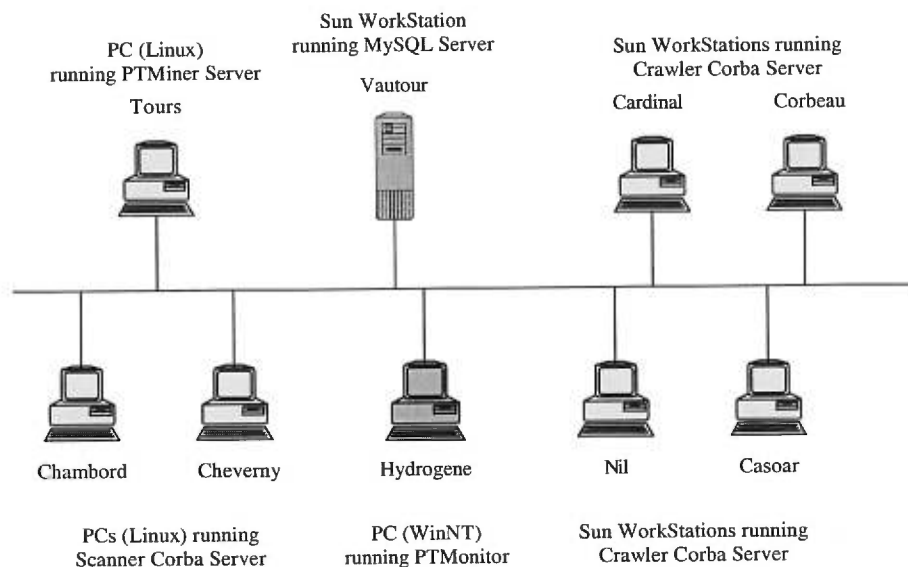 Sun WorkStation
running MySQL Server
PC (Linux)
running PTMiner Server
Sun WorkStations running
Crawler Corba Server
Tours
Vautour
Cardinal
Corbeau
Chambord
Cheverny
Hydrogene
Nil
Casoar
PCs (Linux) running
Scanner Corba Server
PC (WinNT)
running PTMonitor
Sun WorkStations running
Crawler Corba Server